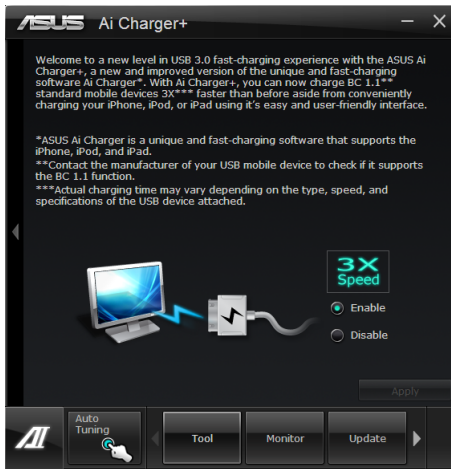 ASUS Ai Charger+
Welcome to a new level in USB 3.0 fast-charging experience with the ASUS Ai
Charger+, a new and improved version of the unique and fast-charging
software Ai Charger*. With Ai Charger+, you can now charge BC 1.1**
standard mobile devices 3X*** faster than before aside from conveniently
charging your iPhone, iPod, or iPad using it's easy and user-friendly interface.
*ASUS Ai Charger is a unique and fast-charging software that supports the
iPhone, iPod, and iPad.
**Contact the manufacturer of your USB mobile device to check if it supports
the BC 1.1 function.
***Actual charging time may vary depending on the type, speed, and
specifications of the USB device attached.
3X
Speed
Enable
Disable
Apply
AI
Auto
Tuning
Tool
Monitor
Update